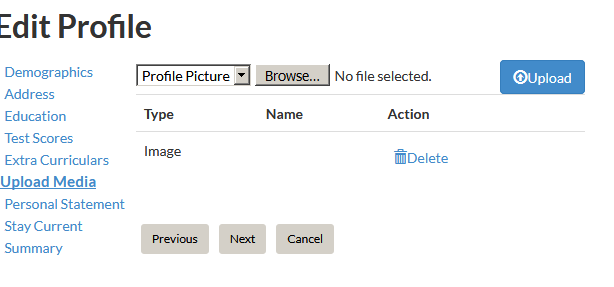 Edit Profile
Demographics
Address
Education
Test Scores
Extra Curriculars
Upload Media
Personal Statement
Stay Current
Summary
Profile Picture Browse... No file selected. Upload
Type Name Action
Image Delete
Previous Next Cancel